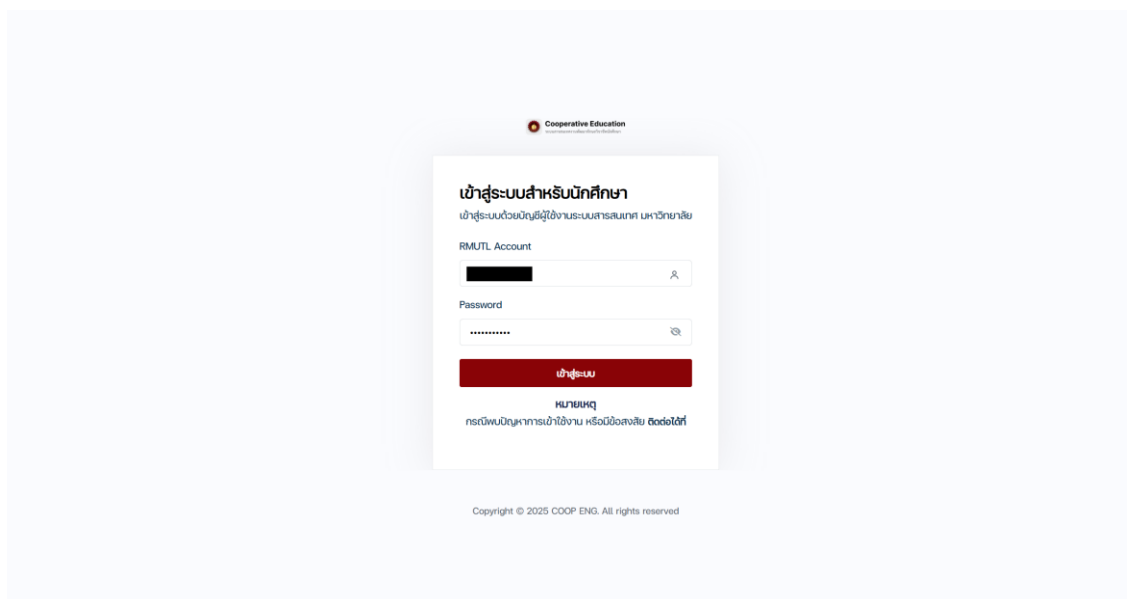 Cooperative Education
เข้าสู่ระบบสำหรับนักศึกษา
เข้าสู่ระบบด้วยบัญชีผู้ใช้งานระบบสารสนเทศ มหาวิทยาลัย
RMUTL Account
Password
เข้าสู่ระบบ
หมายเหตุ
กรณีพบปัญหาการเข้าใช้งาน หรือมีข้อสงสัย ติดต่อได้ที่
Copyright © 2025 COOP ENG. All rights reserved